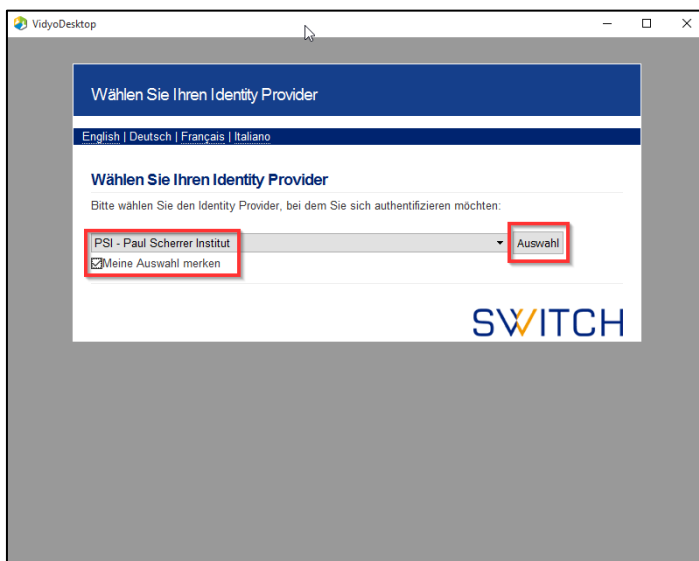 VidyoDesktop
Wählen Sie Ihren Identity Provider
English | Deutsch | Français | Italiano
Wählen Sie Ihren Identity Provider
Bitte wählen Sie den Identity Provider, bei dem Sie sich authentifizieren möchten:
PSI - Paul Scherrer Institut Auswahl
Meine Auswahl merken
SWITCH